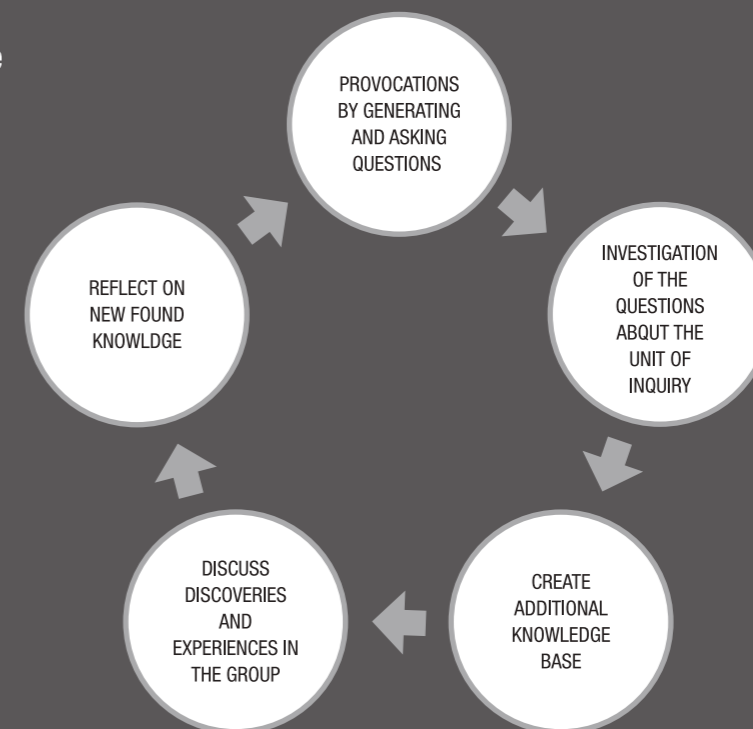 e
PROVOCATIONS
BY GENERATING
AND ASKING
QUESTIONS
INVESTIGATION
OF THE
QUESTIONS
ABQUT THE
UNIT OF
INQUIRY
CREATE
ADDITIONAL
KNOWLEDGE
BASE
DISCUSS
DISCOVERIES
AND
EXPERIENCES IN
THE GROUP
REFLECT ON
NEW FOUND
KNOWLDGE